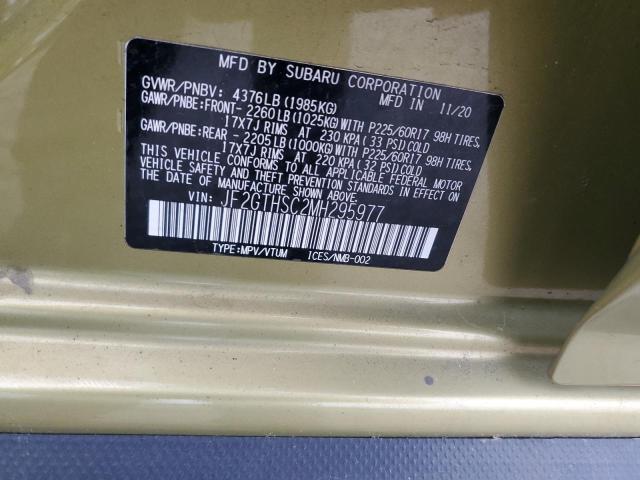 MFD BY SUBARU CORPORATION
GVWR/PNBV: 4376LB (1985KG) MFD IN 11/20
GAWR/PNBE:FRONT- 2260LB (1025KG) WITH P225/60R17 98H TIRES,
17x7J RIMS AT 230 KPA ( 33 PSI) COLD
GAWR/PNBE:REAR - 2205LB (1000KG) WITH P225/60R17 98H TIRES,
17x7J RIMS AT 220 KPA ( 32 PSI) COLD
THIS VEHICLE CONFORMS TO ALL APPLICABLE FEDERAL MOTOR
VEHICLE SAFETY, BUMPER, AND THEFT PREVENTION STANDARDS IN EFFECT
ON THE DATE OF MANUFACTURE SHOWN ABOVE.
VIN: JF2GTHSC2MH295977
TYPE:MPV/VTUM ICES/NMB-002